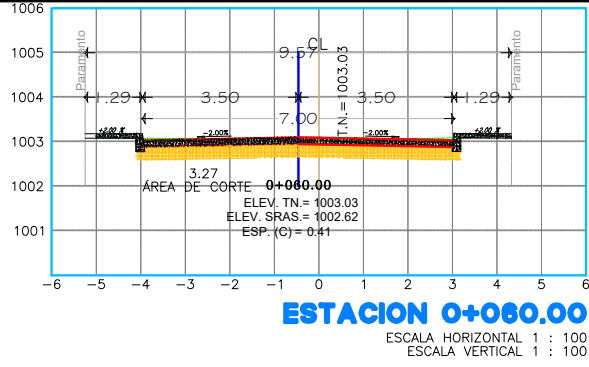 1006
1005
1004
1003
1002
1001
Paramento
9.57
CL
T.N.=1003.03
Paramento
1.29
3.50
3.50
1.29
7.00
+2.00 %
-2.00%
-2.00%
+2.00 %
3.27
ÁREA DE CORTE 0+060.00
ELEV. TN.= 1003.03
ELEV. SRAS.= 1002.62
ESP. (C) = 0.41
-6 -5 -4 -3 -2 -1 0 1 2 3 4 5 6
ESTACION 0+060.00
ESCALA HORIZONTAL 1 : 100
ESCALA VERTICAL 1 : 100